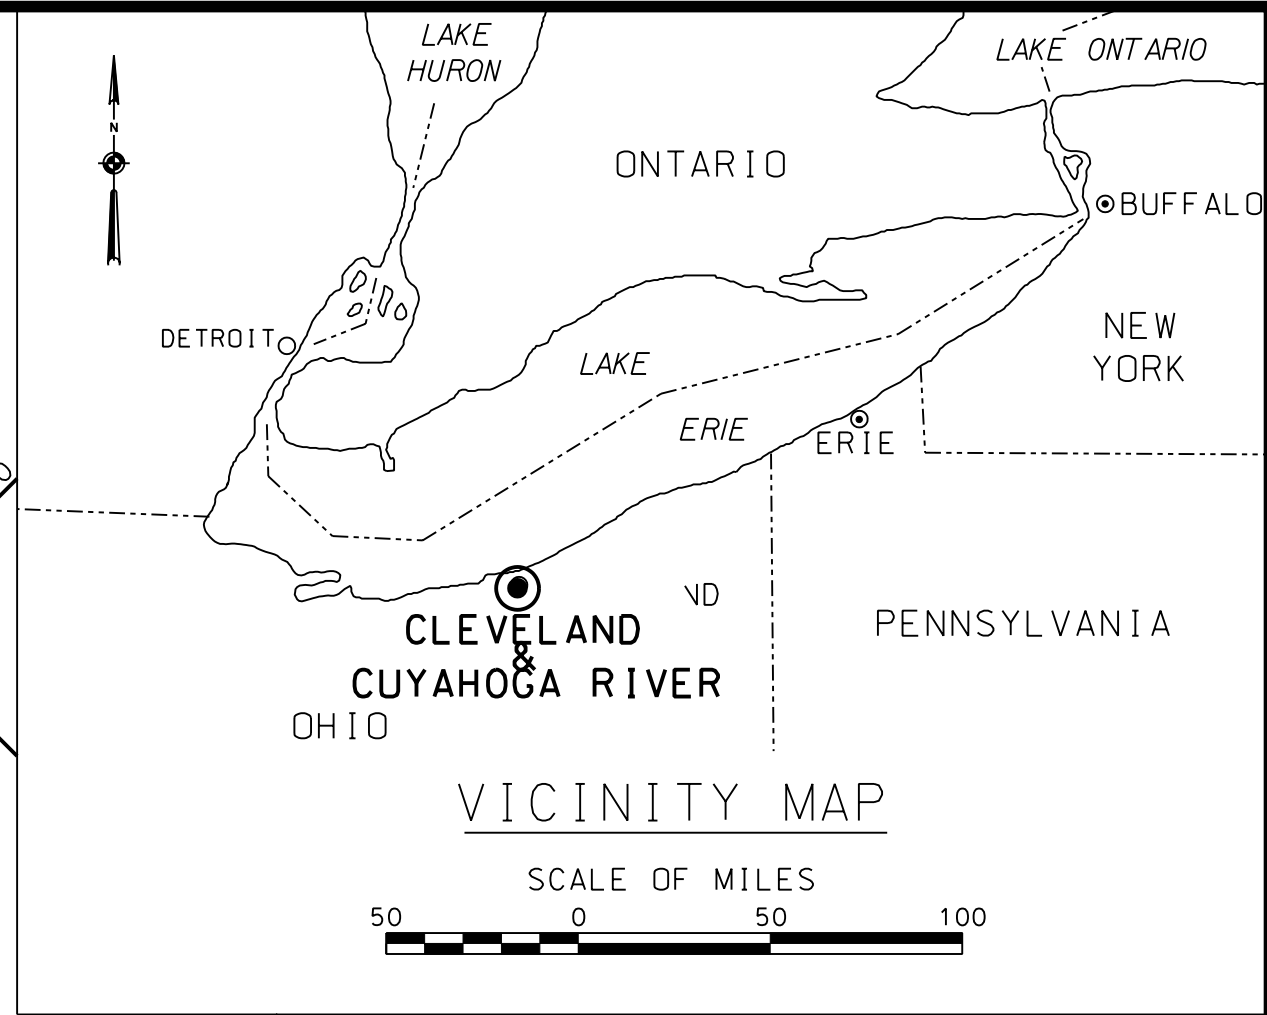 LAKE
HURON
LAKE ONTARIO
N
ONTARIO
BUFFALO
DETROIT
NEW
YORK
LAKE
ERIE
ERIE
CLEVELAND
&
CUYAHOGA RIVER
PENNSYLVANIA
OHIO
VICINITY MAP
SCALE OF MILES
50 0 50 100